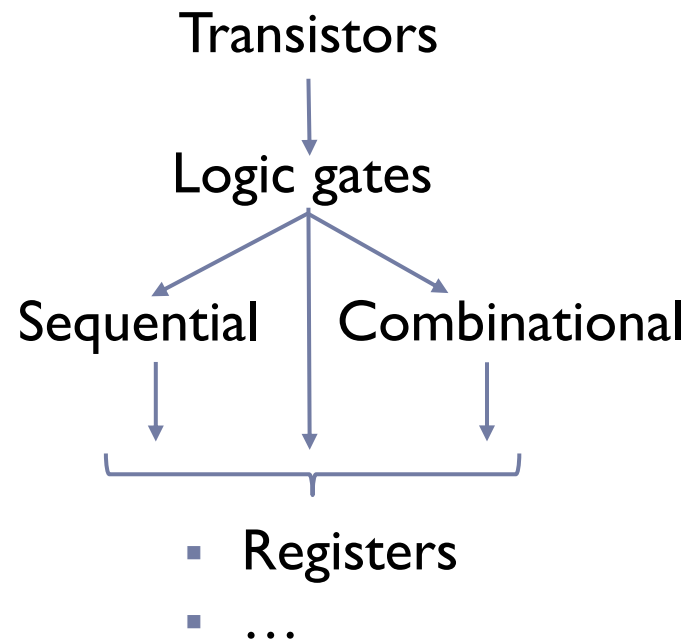 Transistors
Logic gates
Sequential Combinational
▪ Registers
▪ …